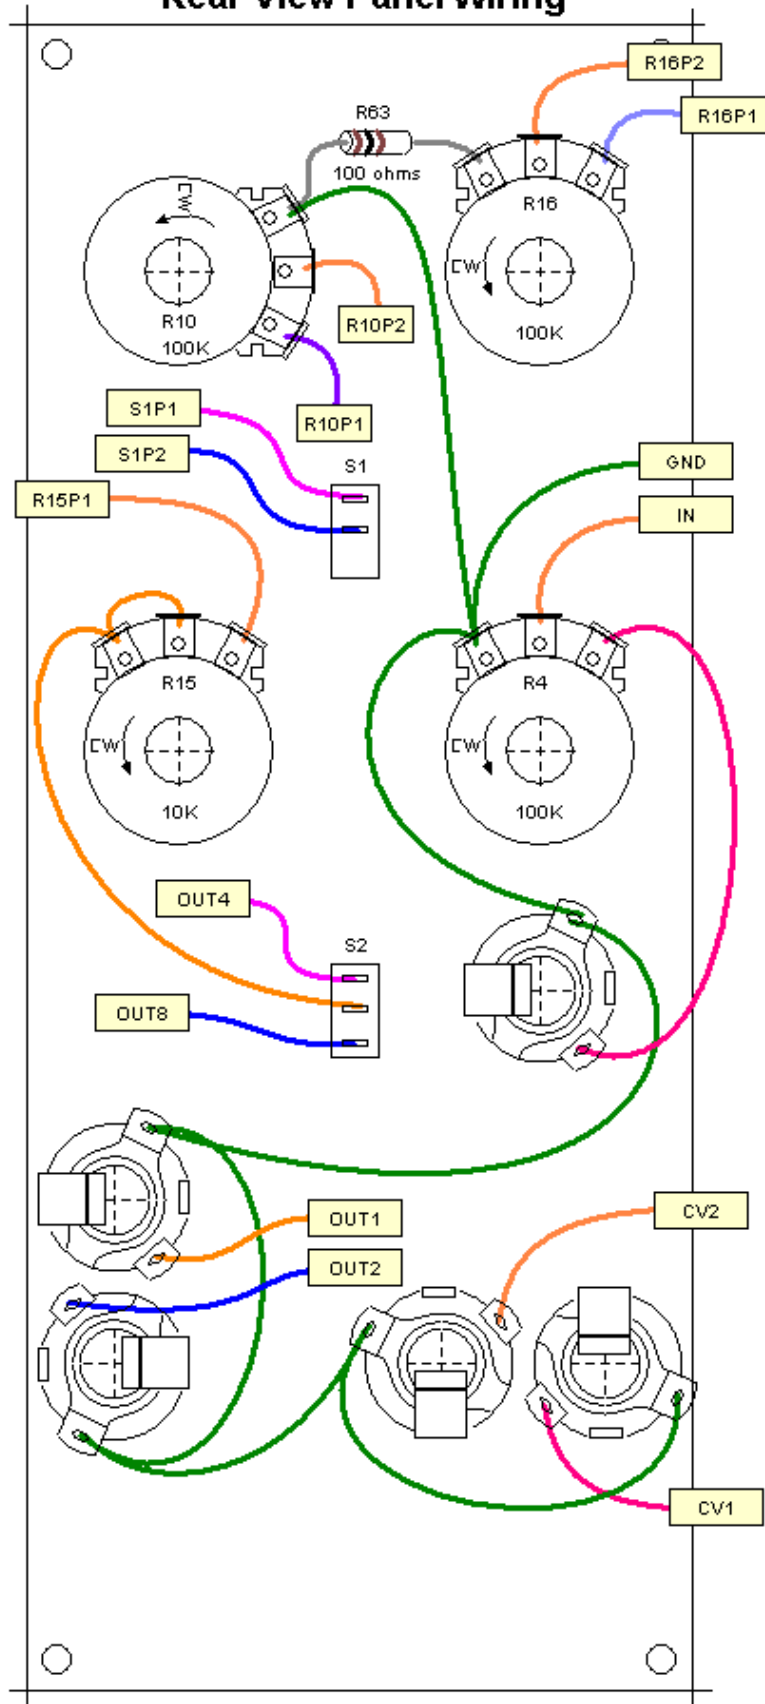 Rear View Panel Wiring
R16P2
R63
R16P1
100 ohms
CW
R16
CW
R10
100K
100K
R10P2
S1P1
R10P1
S1P2
S1
GND
R15P1
IN
R15
R4
CW
CW
10K
100K
OUT4
S2
OUT8
OUT1
CV2
OUT2
CV1